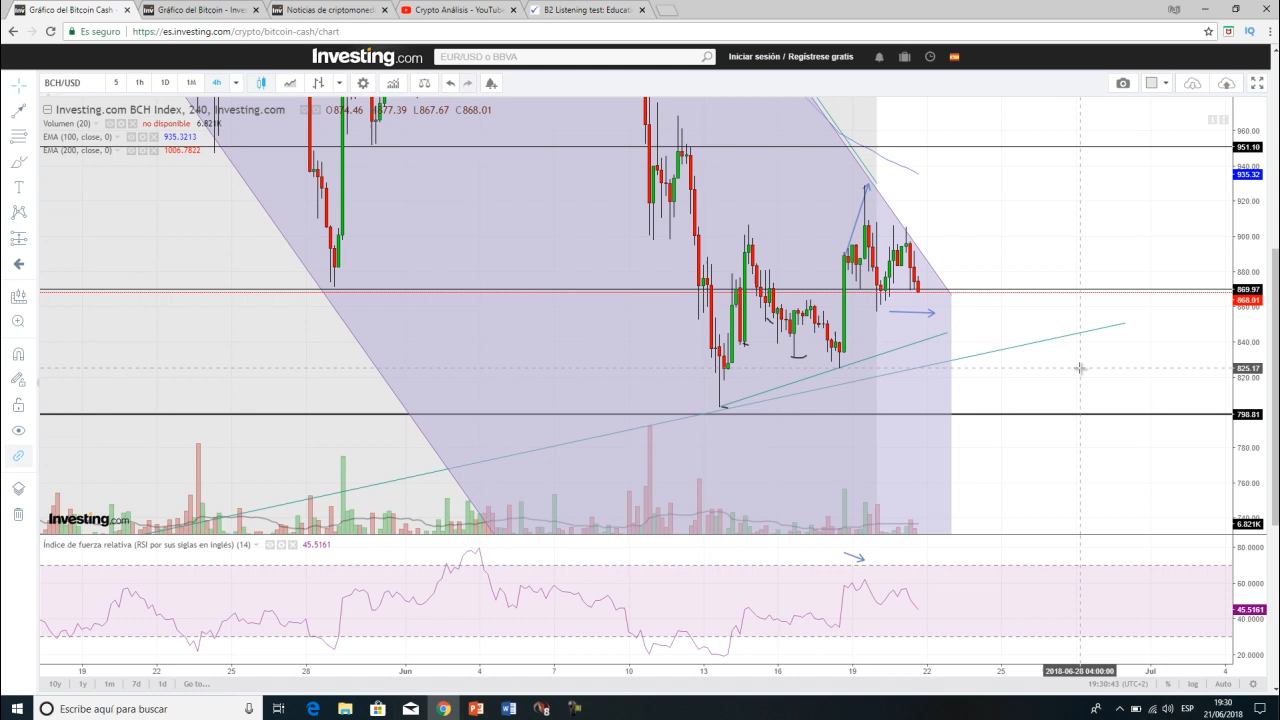 Gráfico del Bitcoin Cash -
Gráfico del Bitcoin - Inves
Noticias de criptomoneda
Crypto Análisis - YouTube
B2 Listening test: Educati
Es seguro
https://es.investing.com/crypto/bitcoin-cash/chart
IQ
Investing.com
EUR/USD o BBVA
Iniciar sesión / Regístrese gratis
BCH/USD 5 1h 1D 1M 4h
Investing.com BCH Index, 240, Investing.com
O874.46 H877.39 L867.67 C868.01
Volumen (20) no disponible 6.821K
EMA (100, close, 0) 935.3213
EMA (200, close, 0) 1006.7822
960.00
951.10
940.00
935.32
920.00
900.00
880.00
869.97
868.01
860.00
840.00
825.17
820.00
798.81
780.00
760.00
6.821K
Investing.com
Índice de fuerza relativa (RSI por sus siglas en inglés) (14) 45.5161
80.0000
60.0000
45.5161
40.0000
20.0000
19 22 25 28 Jun 4 7 10 13 16 19 22 2018-06-28 04:00:00 Jul 4
10y 1y 1m 7d 1d Go to...
19:30:43 (UTC+2) % log Auto
Escribe aquí para buscar
ESP
19:30
21/06/2018